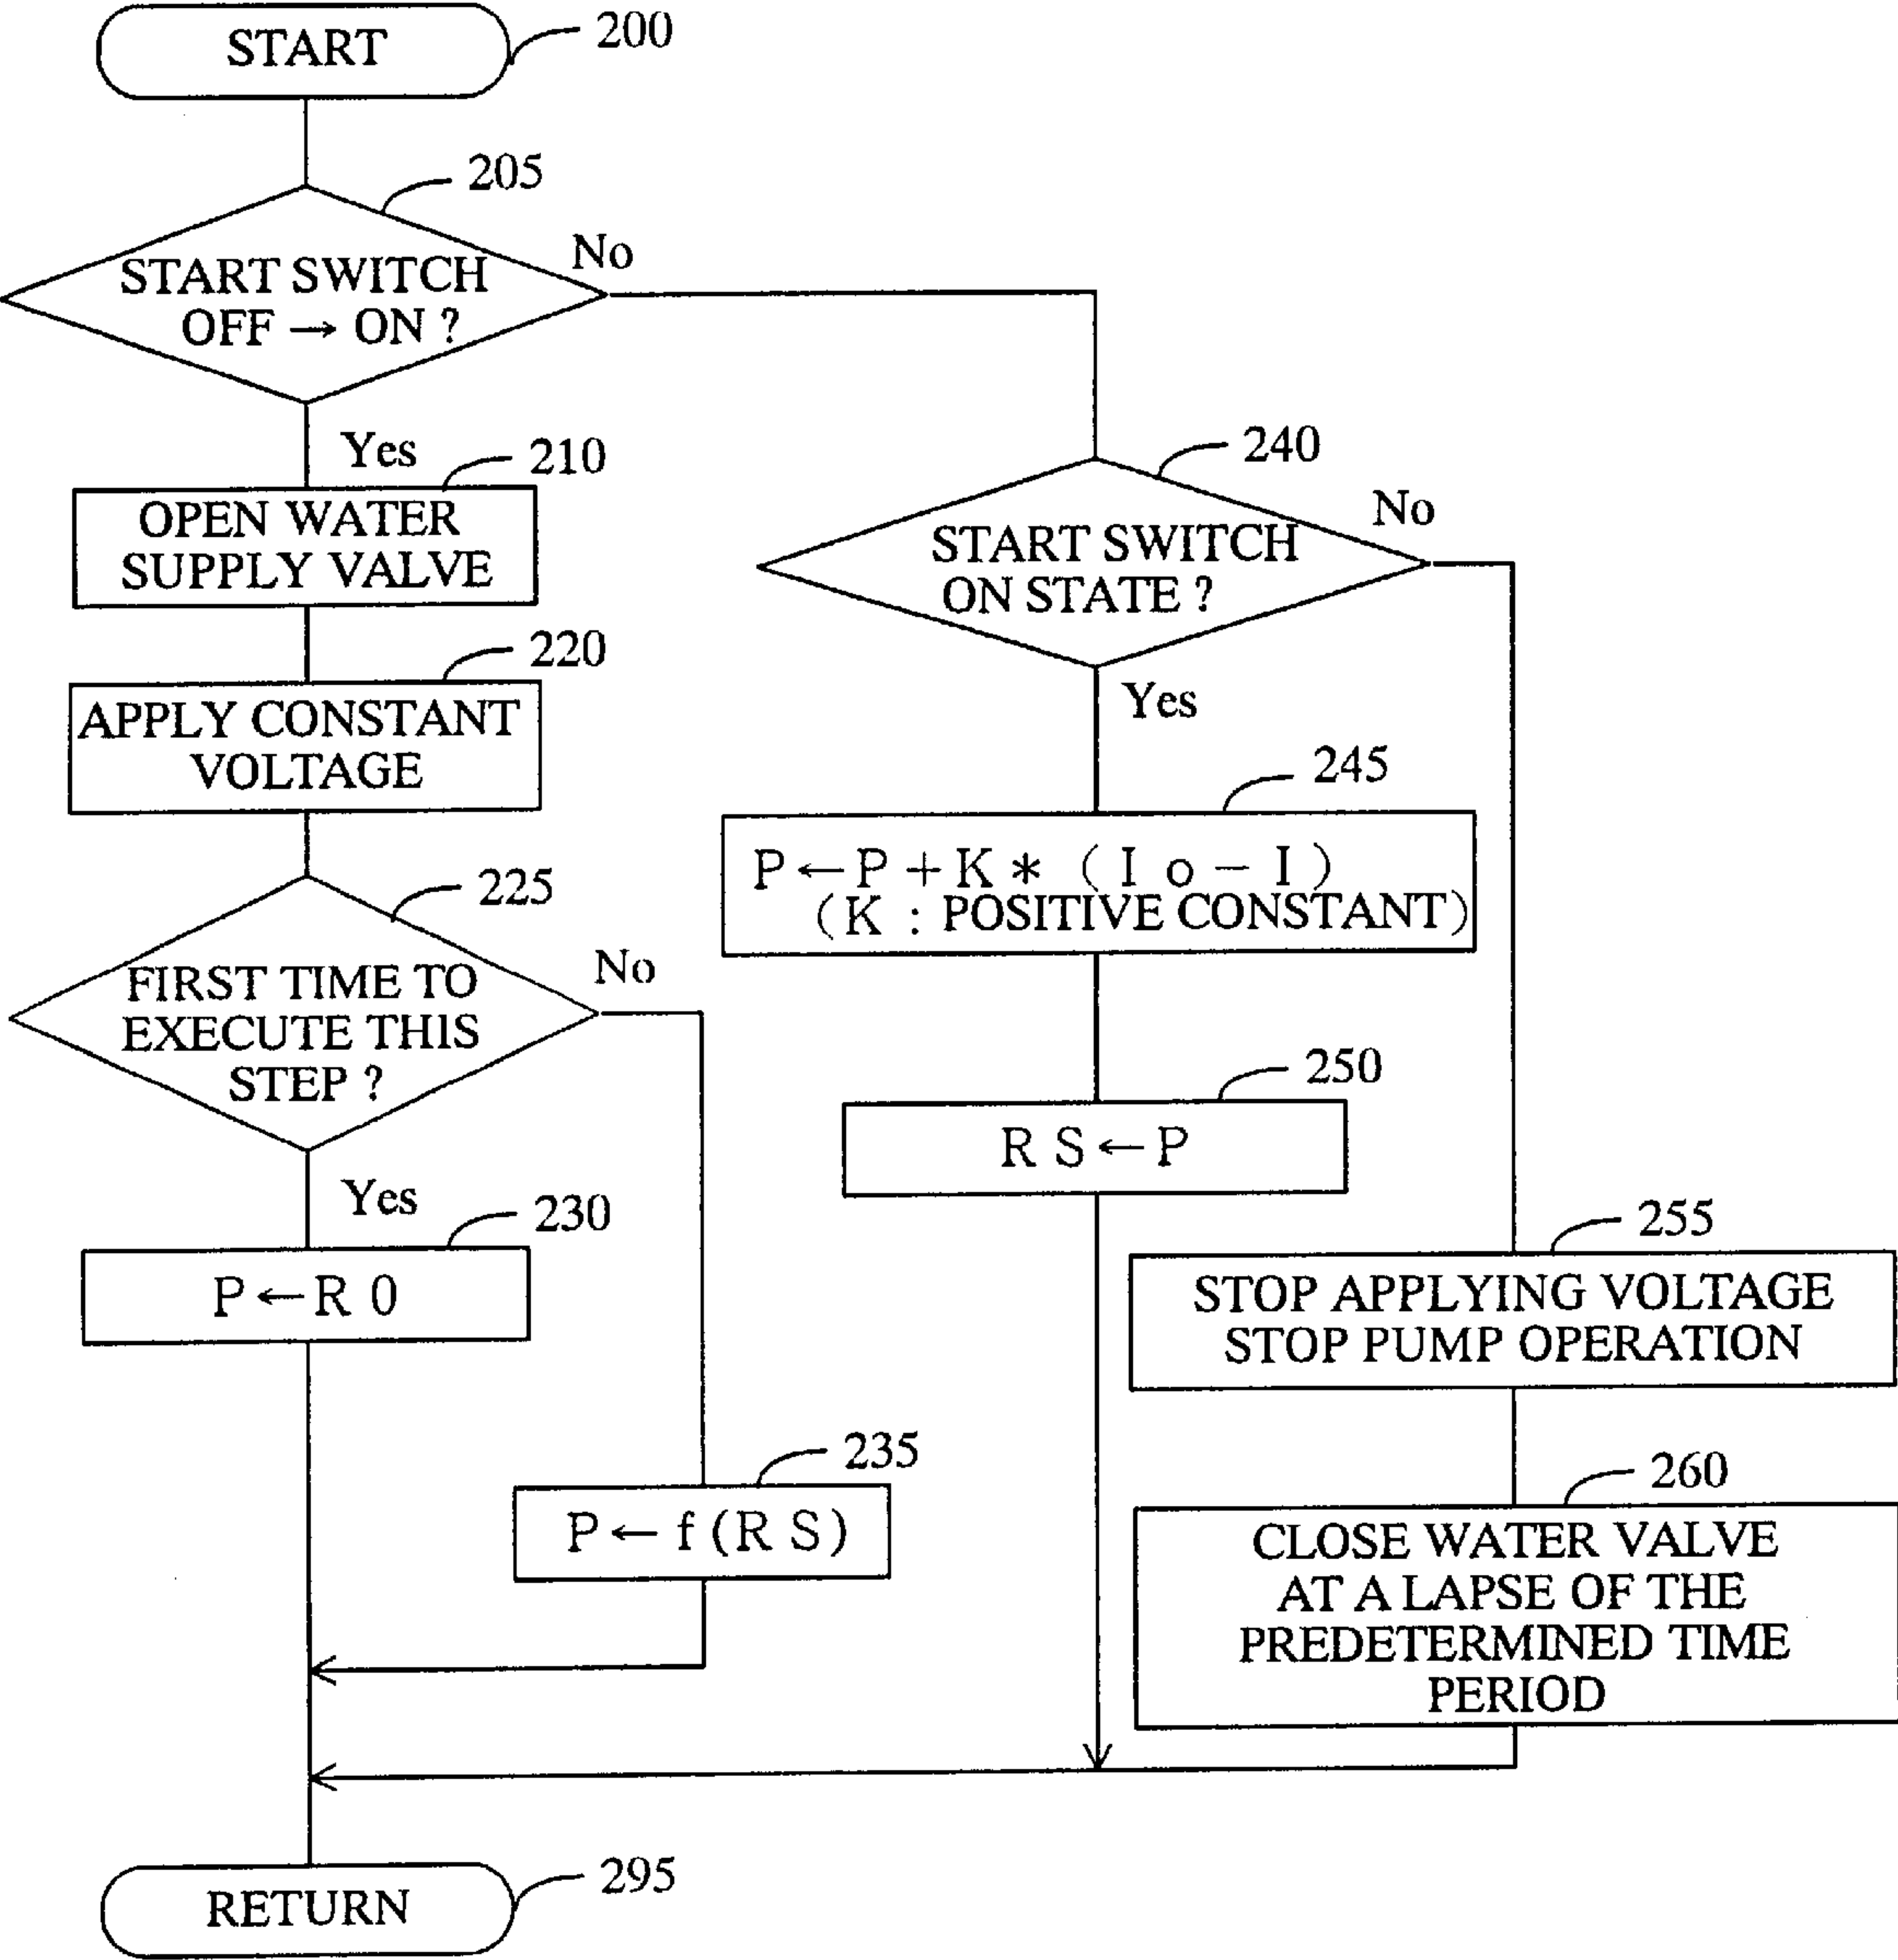 START
200
205
START SWITCH
OFF → ON ?
No
Yes
210
OPEN WATER
SUPPLY VALVE
220
APPLY CONSTANT
VOLTAGE
225
FIRST TIME TO
EXECUTE THIS
STEP ?
No
Yes
230
P ← R 0
235
P ← f (R S)
240
START SWITCH
ON STATE ?
No
Yes
245
P ← P + K * ( I o − I )
( K : POSITIVE CONSTANT )
250
R S ← P
255
STOP APPLYING VOLTAGE
STOP PUMP OPERATION
260
CLOSE WATER VALVE
AT A LAPSE OF THE
PREDETERMINED TIME
PERIOD
RETURN
295